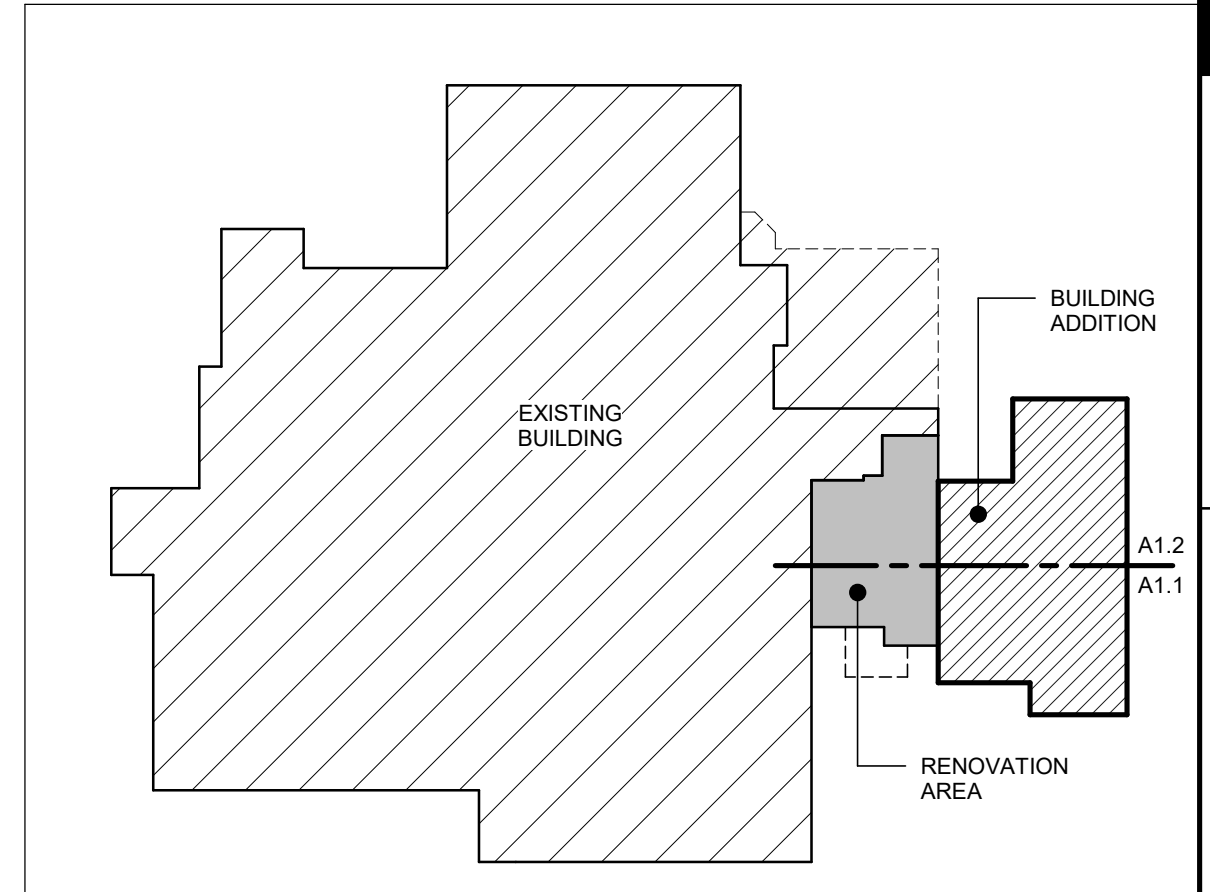 BUILDING
ADDITION
EXISTING
BUILDING
A1.2
A1.1
RENOVATION
AREA